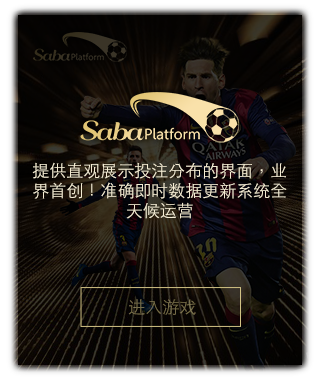 Saba Platform
Saba Platform
提供直观展示投注分布的界面，业
界首创！准确即时数据更新系统全
天候运营
进入游戏